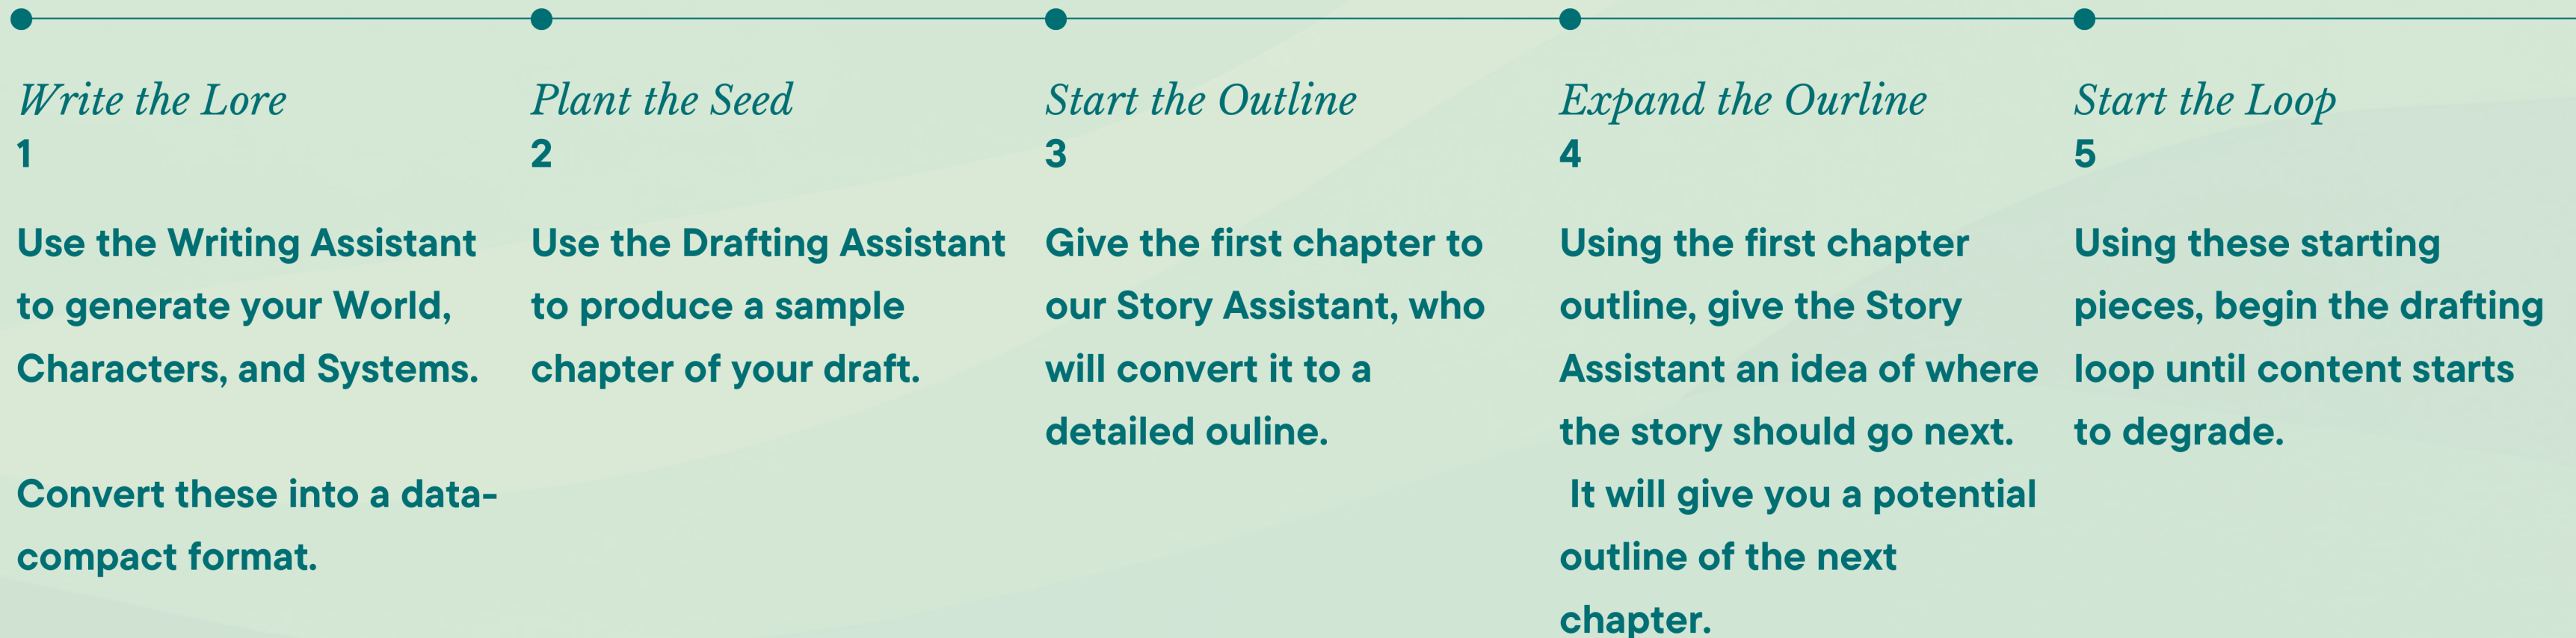 Write the Lore
1
Use the Writing Assistant
to generate your World,
Characters, and Systems.
Convert these into a data-
compact format.
Plant the Seed
2
Use the Drafting Assistant
to produce a sample
chapter of your draft.
Start the Outline
3
Give the first chapter to
our Story Assistant, who
will convert it to a
detailed ouline.
Expand the Ourline
4
Using the first chapter
outline, give the Story
Assistant an idea of where
the story should go next.
It will give you a potential
outline of the next
chapter.
Start the Loop
5
Using these starting
pieces, begin the drafting
loop until content starts
to degrade.